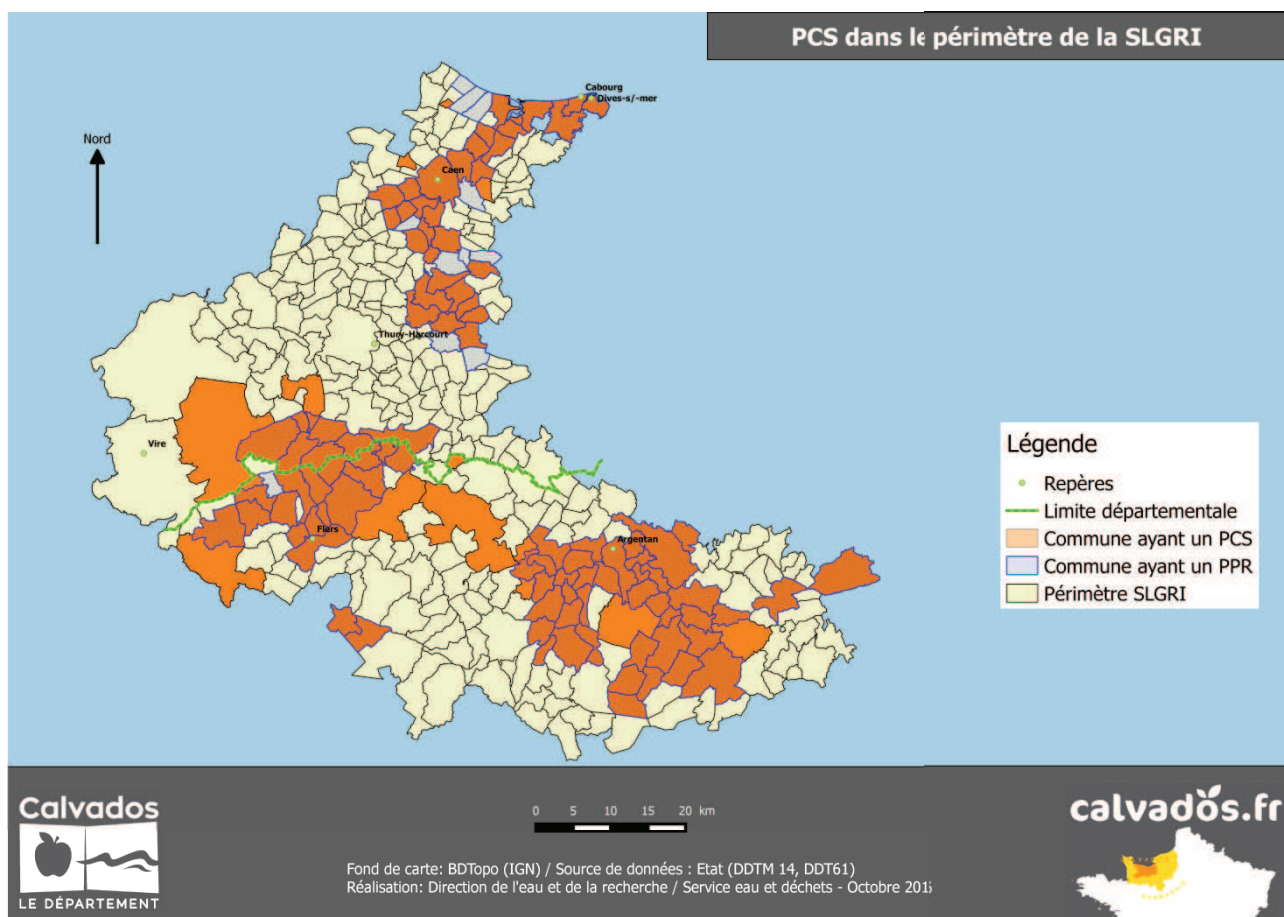 PCS dans le périmètre de la SLGRI
Cabourg
Dives-s/-mer
Nord
Caen
Thury-Harcourt
Vire
Flers
Argentan
Légende
Repères
Limite départementale
Commune ayant un PCS
Commune ayant un PPR
Périmètre SLGRI
Calvados
LE DÉPARTEMENT
0 5 10 15 20 km
Fond de carte: BDTopo (IGN) / Source de données : Etat (DDTM 14, DDT61)
Réalisation: Direction de l'eau et de la recherche / Service eau et déchets - Octobre
calvados.fr